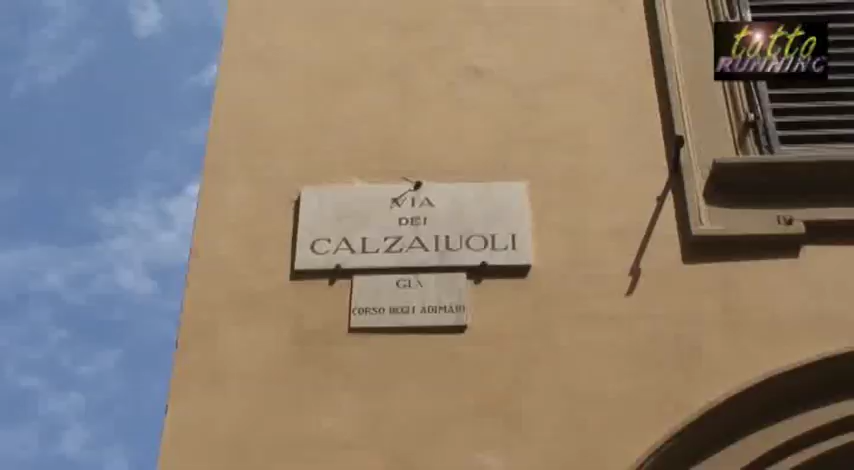 tutto
RUNNING
VIA
DEI
CALZAIUOLI
GIÀ
CORSO DEGLI ADIMARI